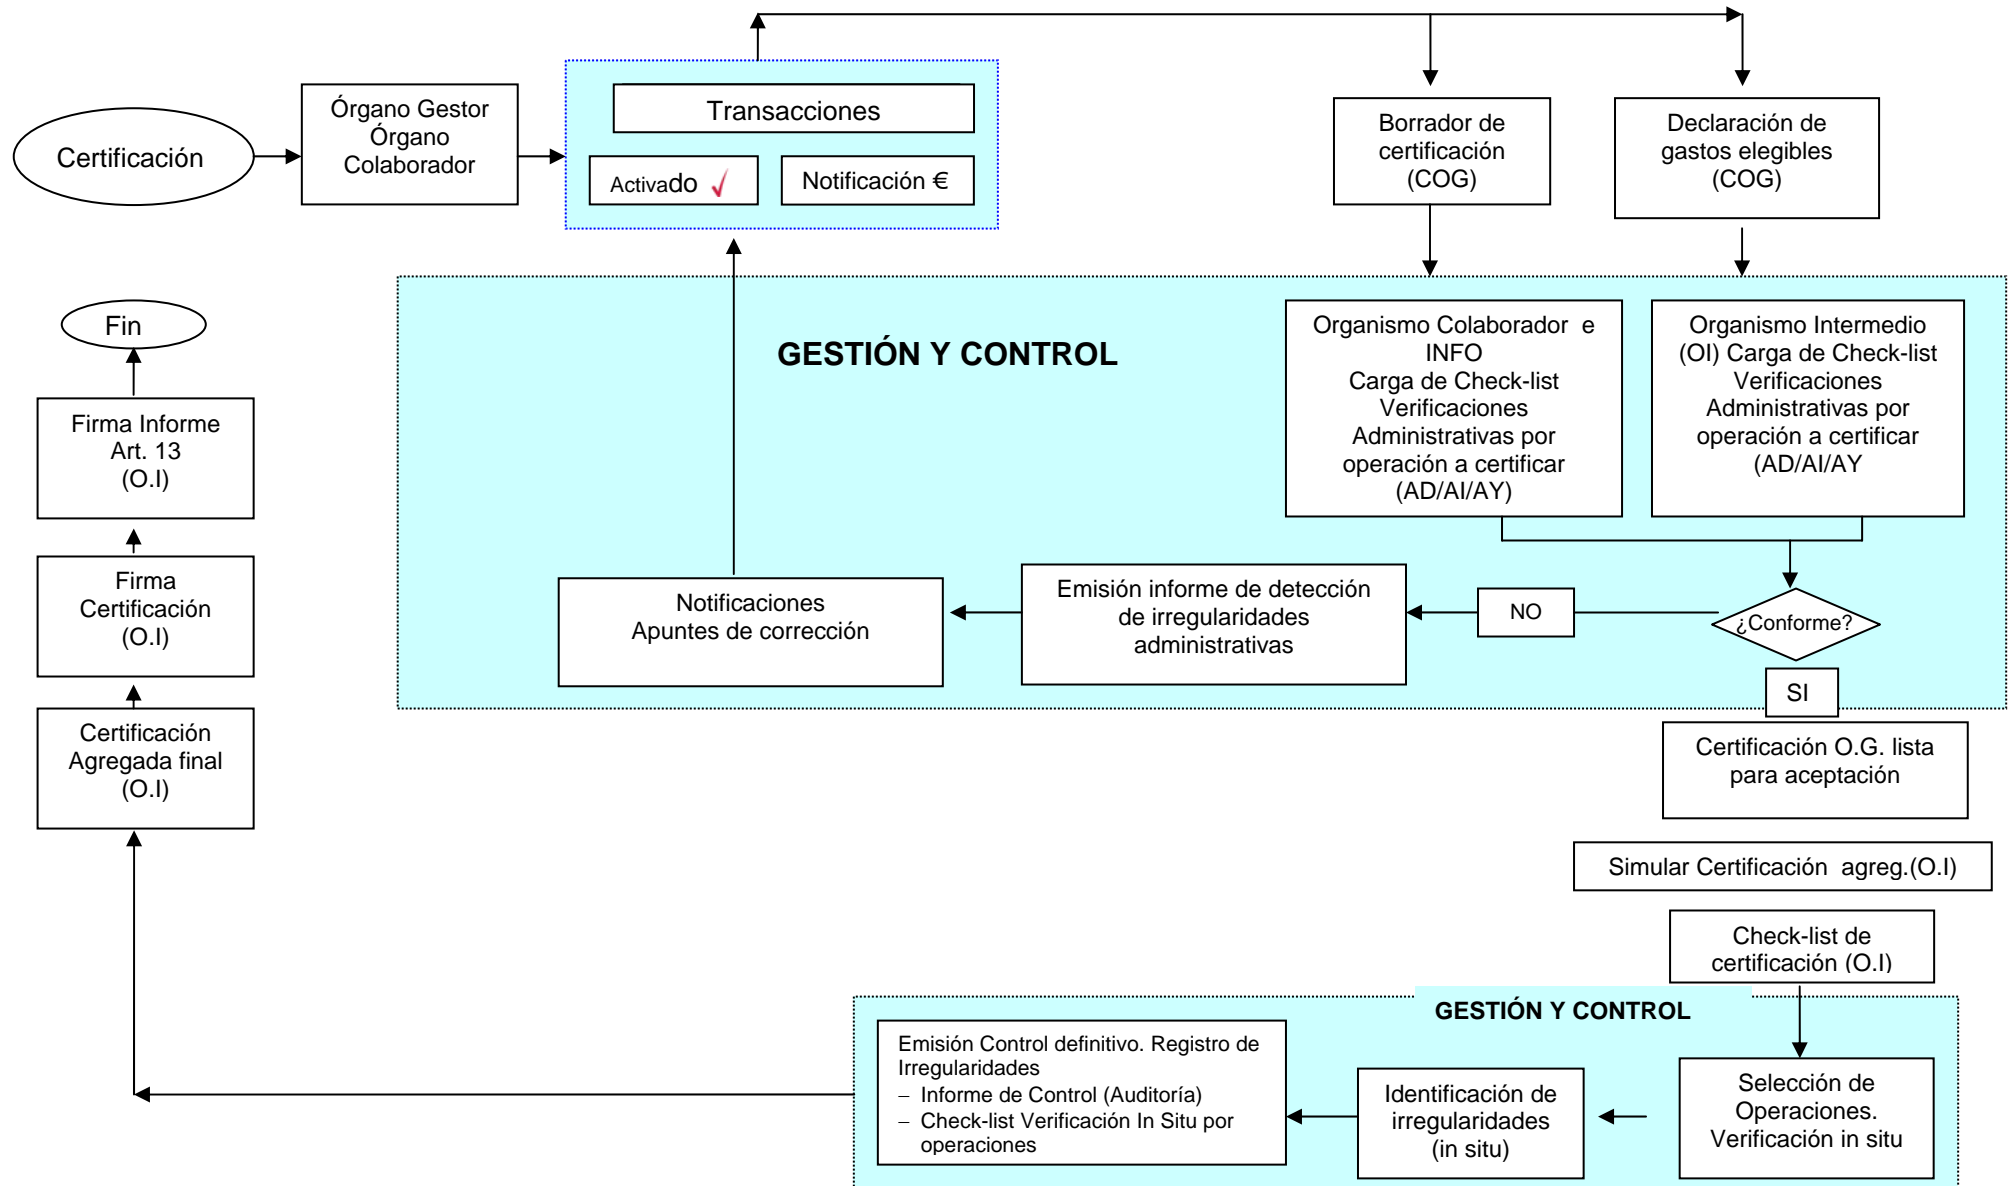 Certificación
Órgano Gestor
Órgano
Colaborador
Transacciones
Activado
Notificación €
Borrador de
certificación
(COG)
Declaración de
gastos elegibles
(COG)
GESTIÓN Y CONTROL
Organismo Colaborador e
INFO
Carga de Check-list
Verificaciones
Administrativas por
operación a certificar
(AD/AI/AY)
Organismo Intermedio
(OI) Carga de Check-list
Verificaciones
Administrativas por
operación a certificar
(AD/AI/AY
¿Conforme?
NO
Emisión informe de detección
de irregularidades
administrativas
Notificaciones
Apuntes de corrección
SI
Certificación O.G. lista
para aceptación
Simular Certificación agreg.(O.I)
Check-list de
certificación (O.I)
GESTIÓN Y CONTROL
Selección de
Operaciones.
Verificación in situ
Identificación de
irregularidades
(in situ)
Emisión Control definitivo. Registro de
Irregularidades
− Informe de Control (Auditoría)
− Check-list Verificación In Situ por
operaciones
Certificación
Agregada final
(O.I)
Firma
Certificación
(O.I)
Firma Informe
Art. 13
(O.I)
Fin